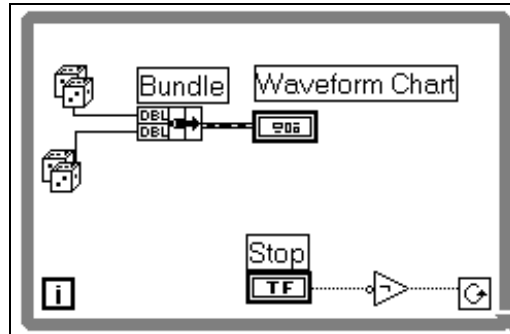 Bundle Waveform Chart
DBL
DBL
Stop
TF
i